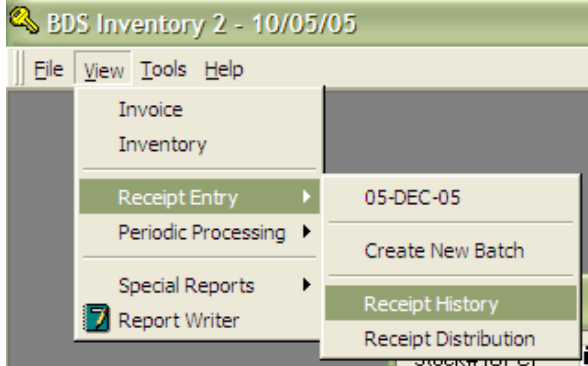 BDS Inventory 2 - 10/05/05
File View Tools Help
Invoice
Inventory
Receipt Entry
Periodic Processing
Special Reports
Report Writer
05-DEC-05
Create New Batch
Receipt History
Receipt Distribution